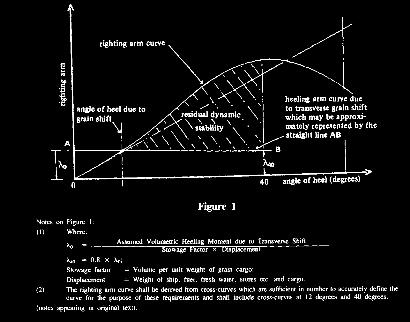 righting arm curve
righting arm
angle of heel due to
grain shift
residual dynamic
stability
heeling arm curve due
to transverse grain shift
which may be approxi-
mately represented by the
straight line AB
A
B
λ₀
λ₄₀
0
40
angle of heel (degrees)
Figure 1
Notes on Figure 1:
(1) Where:
λ₀ = Assumed Volumetric Heeling Moment due to Transverse Shift
Stowage Factor × Displacement
λ₄₀ = 0.8 × λ₀;
Stowage factor = Volume per unit weight of grain cargo;
Displacement = Weight of ship, fuel, fresh water, stores etc. and cargo.
(2) The righting arm curve shall be derived from cross-curves which are sufficient in number to accurately define the
curve for the purpose of these requirements and shall include cross-curves at 12 degrees and 40 degrees.
(notes appearing in original text).